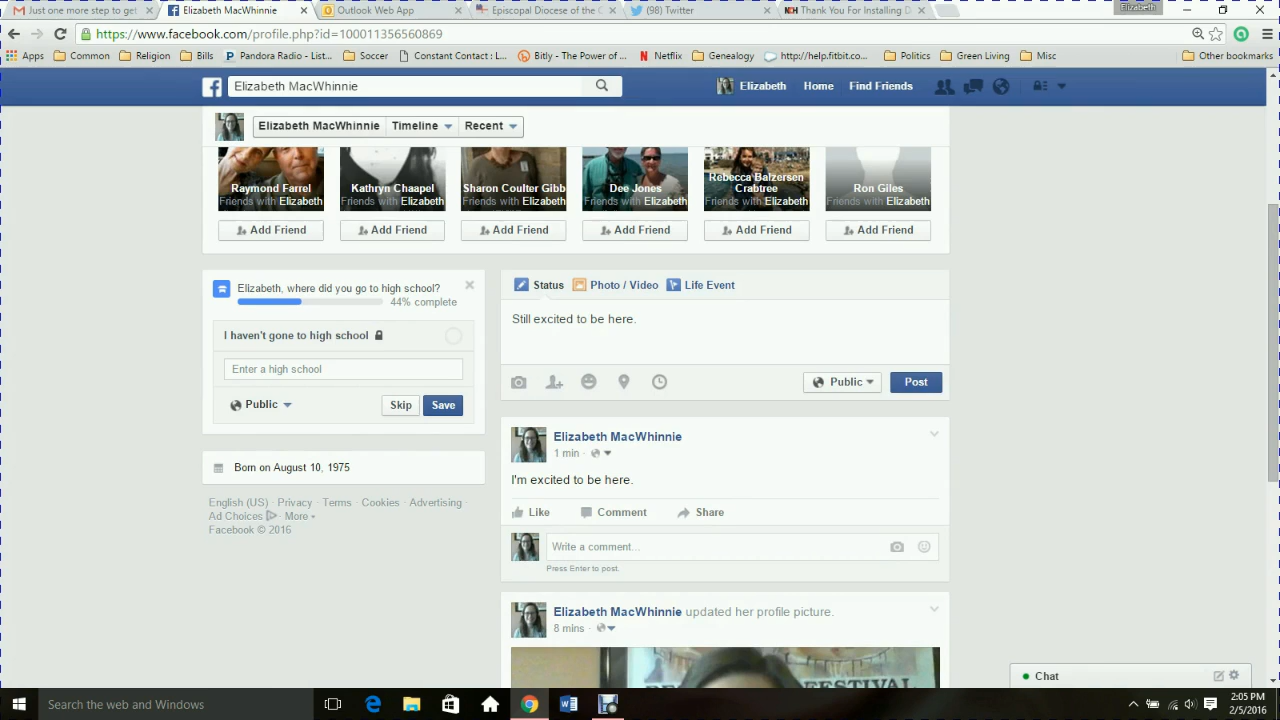 Just one more step to get
Elizabeth MacWhinnie
Outlook Web App
Episcopal Diocese of the C
(98) Twitter
Thank You For Installing D
Elizabeth
https://www.facebook.com/profile.php?id=100011356560869
Apps Common Religion Bills Pandora Radio - List... Soccer Constant Contact : L... Bitly - The Power of ... Netflix Genealogy http://help.fitbit.co... Politics Green Living Misc Other bookmarks
Elizabeth MacWhinnie
Elizabeth Home Find Friends
Elizabeth MacWhinnie Timeline Recent
Raymond Farrel
Friends with Elizabeth
Add Friend
Kathryn Chaapel
Friends with Elizabeth
Add Friend
Sharon Coulter Gibb
Friends with Elizabeth
Add Friend
Dee Jones
Friends with Elizabeth
Add Friend
Rebecca Balzersen
Crabtree
Friends with Elizabeth
Add Friend
Ron Giles
Friends with Elizabeth
Add Friend
Elizabeth, where did you go to high school?
44% complete
I haven't gone to high school
Enter a high school
Public Skip Save
Born on August 10, 1975
English (US) · Privacy · Terms · Cookies · Advertising ·
Ad Choices · More
Facebook © 2016
Status Photo / Video Life Event
Still excited to be here.
Public Post
Elizabeth MacWhinnie
1 min ·
I'm excited to be here.
Like Comment Share
Write a comment...
Press Enter to post.
Elizabeth MacWhinnie updated her profile picture.
8 mins ·
FESTIVAL
Chat
Search the web and Windows
2:05 PM
2/5/2016